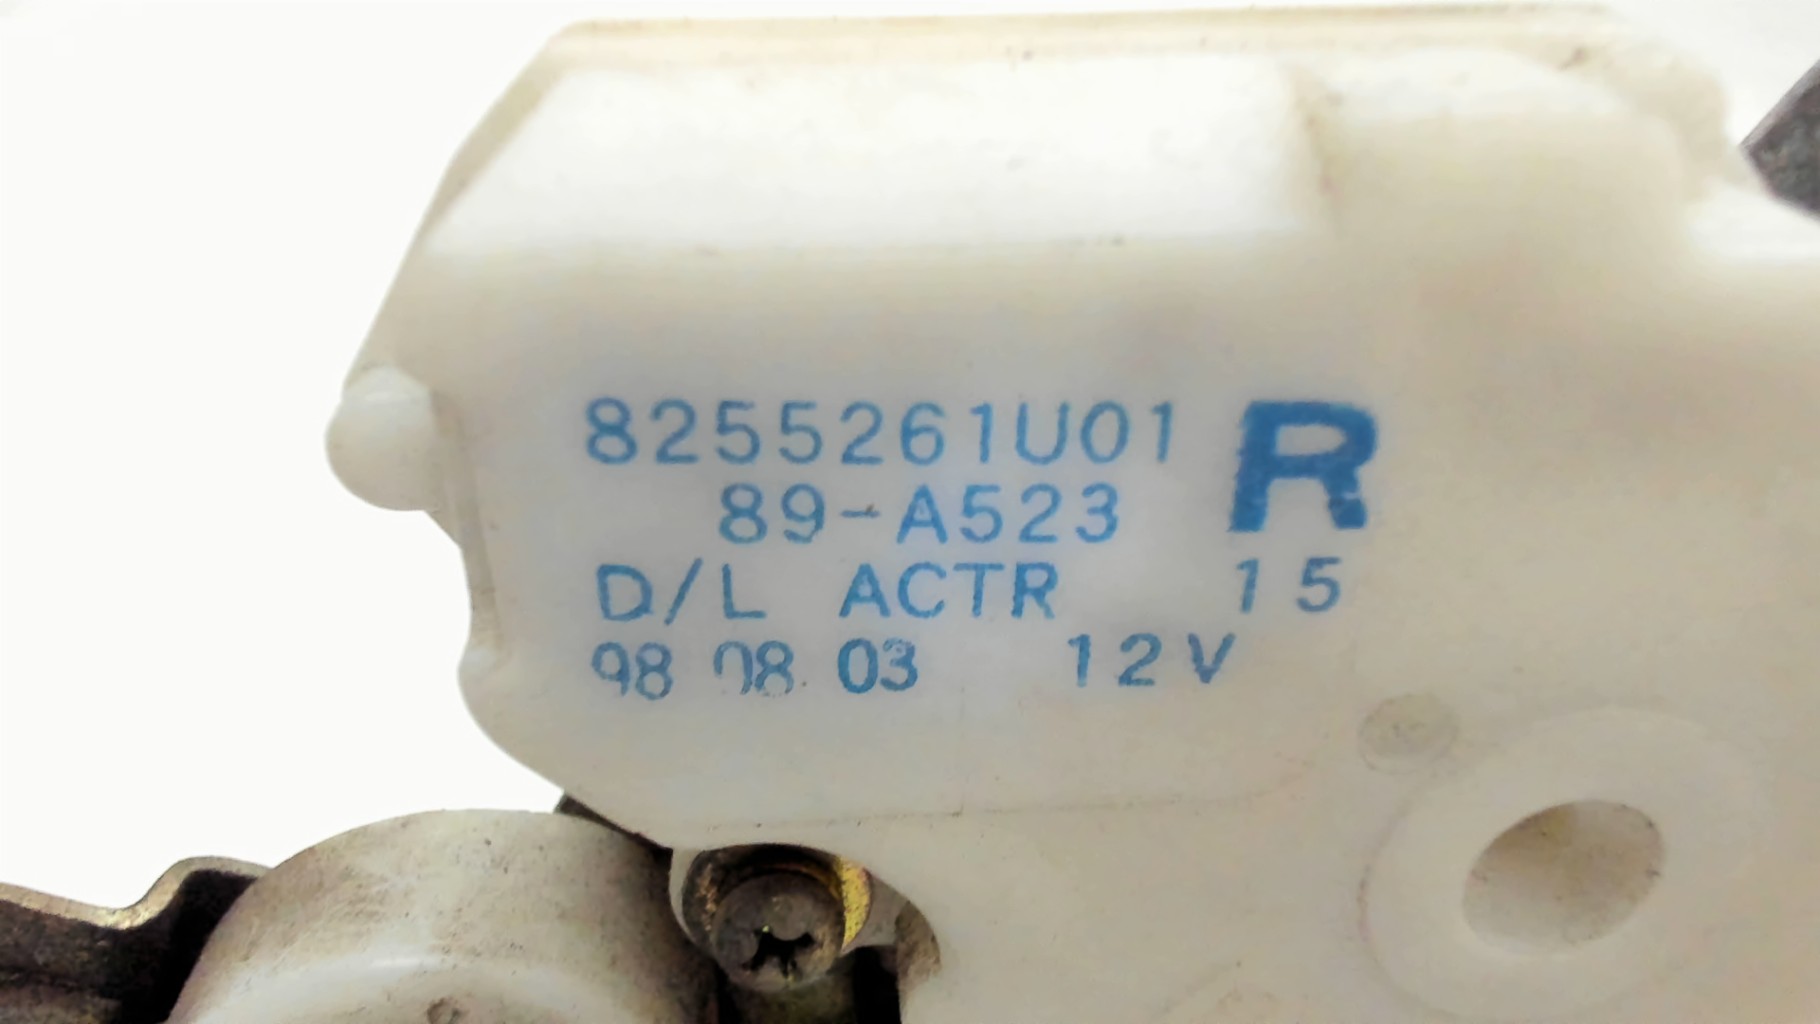 8255261U01 R
89-A523
D/L ACTR 15
98 08 03 12V